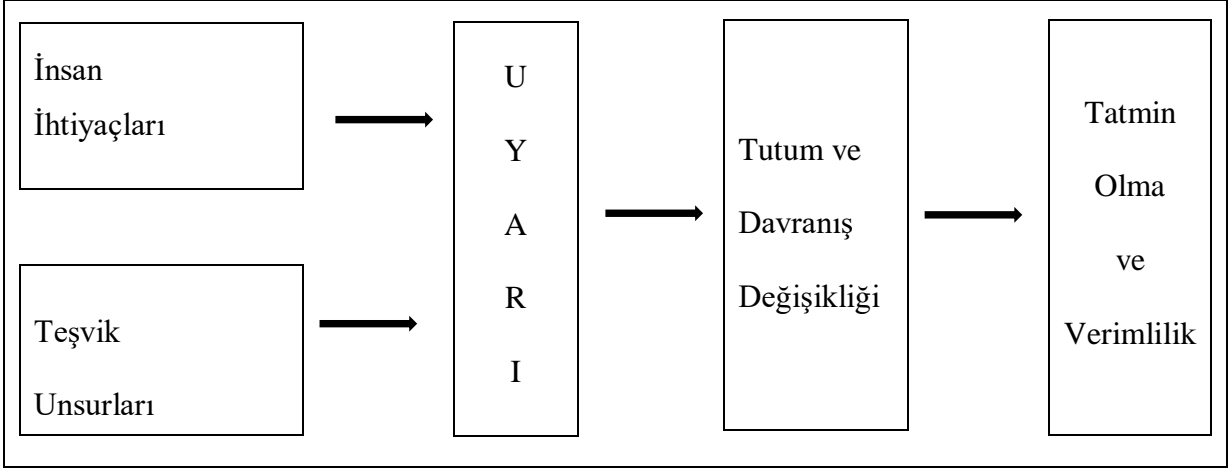 İnsan
İhtiyaçları
Teşvik
Unsurları
U
Y
A
R
I
Tutum ve
Davranış
Değişikliği
Tatmin
Olma
ve
Verimlilik